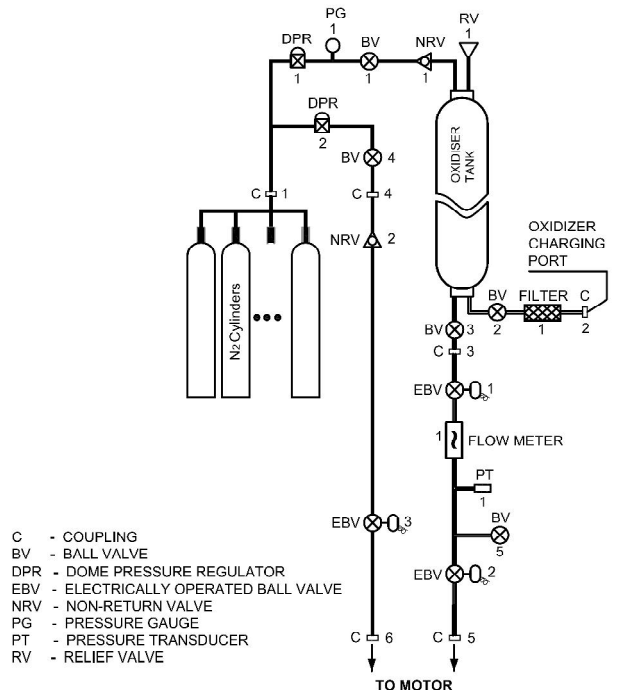 PG
1
RV
1
DPR
1
BV
1
NRV
1
DPR
2
BV 4
C 1
C 4
NRV 2
OXIDISER
TANK
N2 Cylinders
OXIDIZER
CHARGING
PORT
BV
2
FILTER
1
C
2
BV 3
C 3
EBV 1
1 FLOW METER
PT
1
BV
5
EBV 3
EBV 2
C 6
C 5
TO MOTOR
C - COUPLING
BV - BALL VALVE
DPR - DOME PRESSURE REGULATOR
EBV - ELECTRICALLY OPERATED BALL VALVE
NRV - NON-RETURN VALVE
PG - PRESSURE GAUGE
PT - PRESSURE TRANSDUCER
RV - RELIEF VALVE